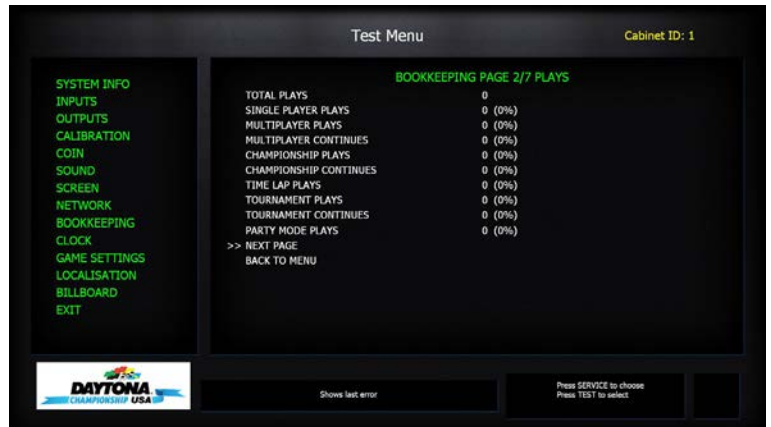 Test Menu
Cabinet ID: 1
SYSTEM INFO
INPUTS
OUTPUTS
CALIBRATION
COIN
SOUND
SCREEN
NETWORK
BOOKKEEPING
CLOCK
GAME SETTINGS
LOCALISATION
BILLBOARD
EXIT
BOOKKEEPING PAGE 2/7 PLAYS
TOTAL PLAYS 0
SINGLE PLAYER PLAYS 0 (0%)
MULTIPLAYER PLAYS 0 (0%)
MULTIPLAYER CONTINUES 0 (0%)
CHAMPIONSHIP PLAYS 0 (0%)
CHAMPIONSHIP CONTINUES 0 (0%)
TIME LAP PLAYS 0 (0%)
TOURNAMENT PLAYS 0 (0%)
TOURNAMENT CONTINUES 0 (0%)
PARTY MODE PLAYS 0 (0%)
>> NEXT PAGE
BACK TO MENU
DAYTONA
CHAMPIONSHIP USA
Shows last error
Press SERVICE to choose
Press TEST to select